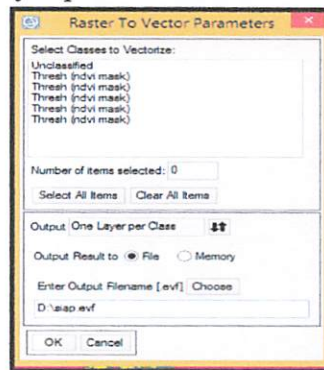 Raster To Vector Parameters
Select Classes to Vectorize:
Unclassified
Thresh (ndvi mask)
Thresh (ndvi mask)
Thresh (ndvi mask)
Thresh (ndvi mask)
Thresh (ndvi mask)
Number of items selected: 0
Select All Items Clear All Items
Output One Layer per Class
Output Result to File Memory
Enter Output Filename [.evf] Choose
D:\siap.evf
OK Cancel